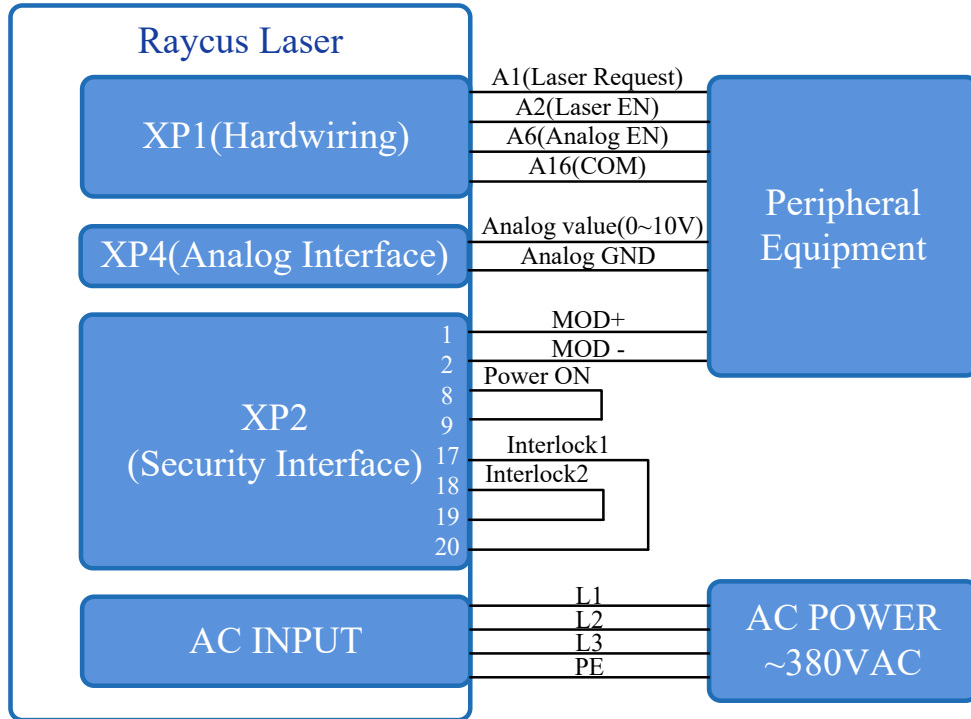 Raycus Laser
XP1(Hardwiring)
A1(Laser Request)
A2(Laser EN)
A6(Analog EN)
A16(COM)
Peripheral
Equipment
XP4(Analog Interface)
Analog value(0~10V)
Analog GND
XP2
(Security Interface)
1
2
8
9
17
18
19
20
MOD+
MOD -
Power ON
Interlock1
Interlock2
AC INPUT
L1
L2
L3
PE
AC POWER
~380VAC